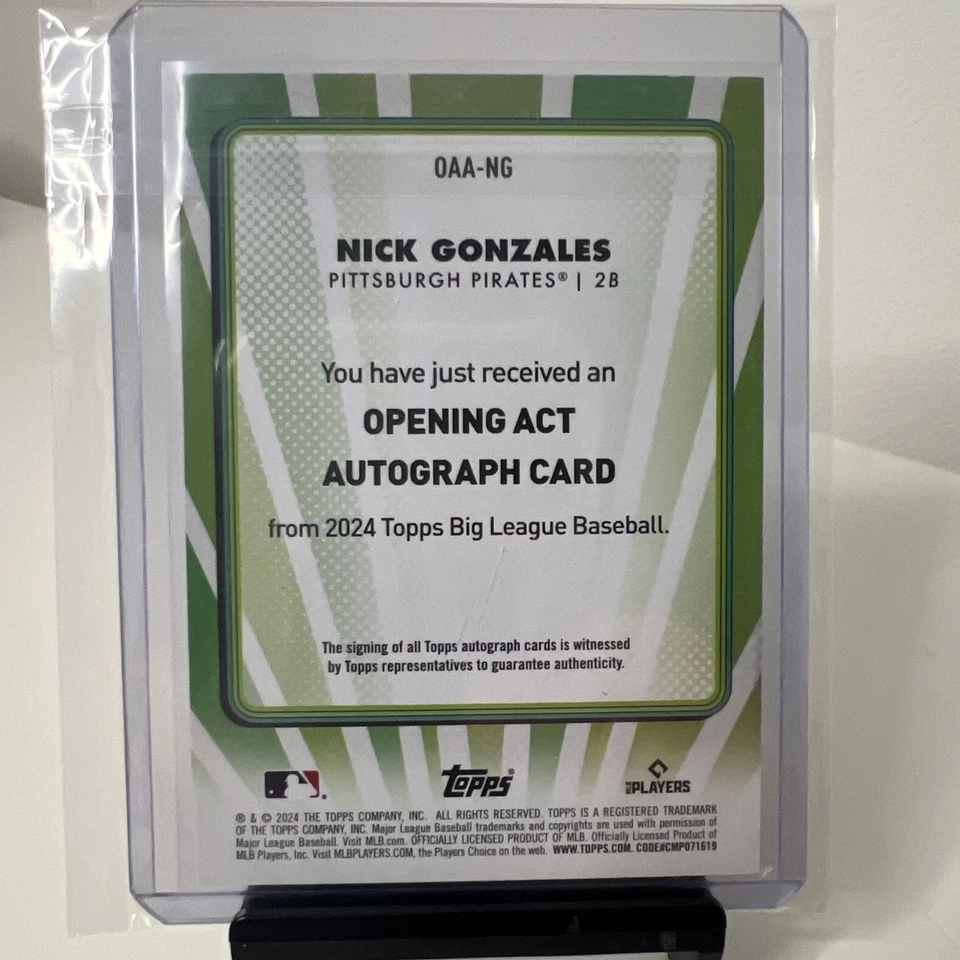 OAA-NG
NICK GONZALES
PITTSBURGH PIRATES® | 2B
You have just received an
OPENING ACT
AUTOGRAPH CARD
from 2024 Topps Big League Baseball.
The signing of all Topps autograph cards is witnessed
by Topps representatives to guarantee authenticity.
Topps® PLAYERS
® & © 2024 THE TOPPS COMPANY, INC. ALL RIGHTS RESERVED. TOPPS IS A REGISTERED TRADEMARK
OF THE TOPPS COMPANY, INC. Major League Baseball trademarks and copyrights are used with permission of
Major League Baseball. Visit MLB.com. OFFICIALLY LICENSED PRODUCT OF MLB. Officially Licensed Product of
MLB Players, Inc. Visit MLBPLAYERS.COM, the Players Choice on the web. WWW.TOPPS.COM. CODE#CMP071619